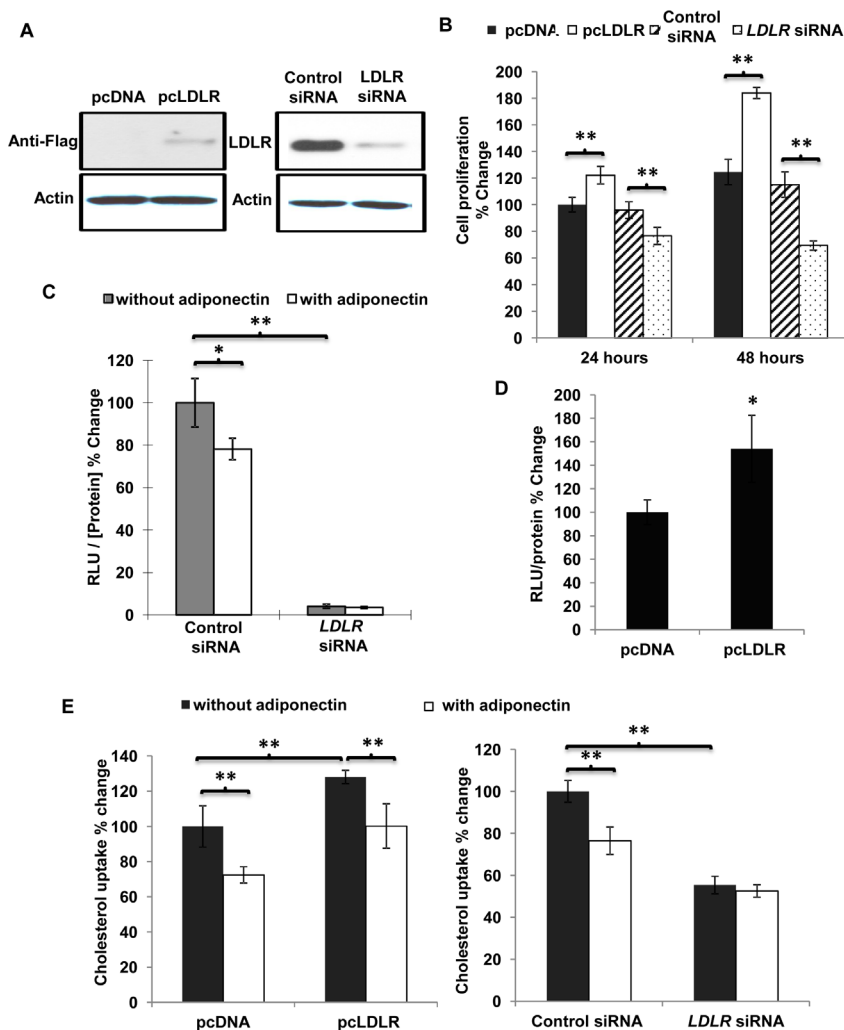 A
pcDNA pcLDLR
Control siRNA
LDLR siRNA
Anti-Flag
LDLR
Actin
Actin
B
pcDNA. pcLDLR Control siRNA LDLR siRNA
Cell proliferation % Change
200
180
160
140
120
100
80
60
40
20
0
**
**
**
**
24 hours
48 hours
C
without adiponectin with adiponectin
RLU / [Protein] % Change
120
100
80
60
40
20
0
**
*
Control siRNA
LDLR siRNA
D
RLU/protein % Change
200
180
160
140
120
100
80
60
40
20
0
*
pcDNA
pcLDLR
E
without adiponectin
with adiponectin
Cholesterol uptake % change
140
120
100
80
60
40
20
0
**
**
**
pcDNA
pcLDLR
Cholesterol uptake % change
120
100
80
60
40
20
0
**
**
Control siRNA
LDLR siRNA